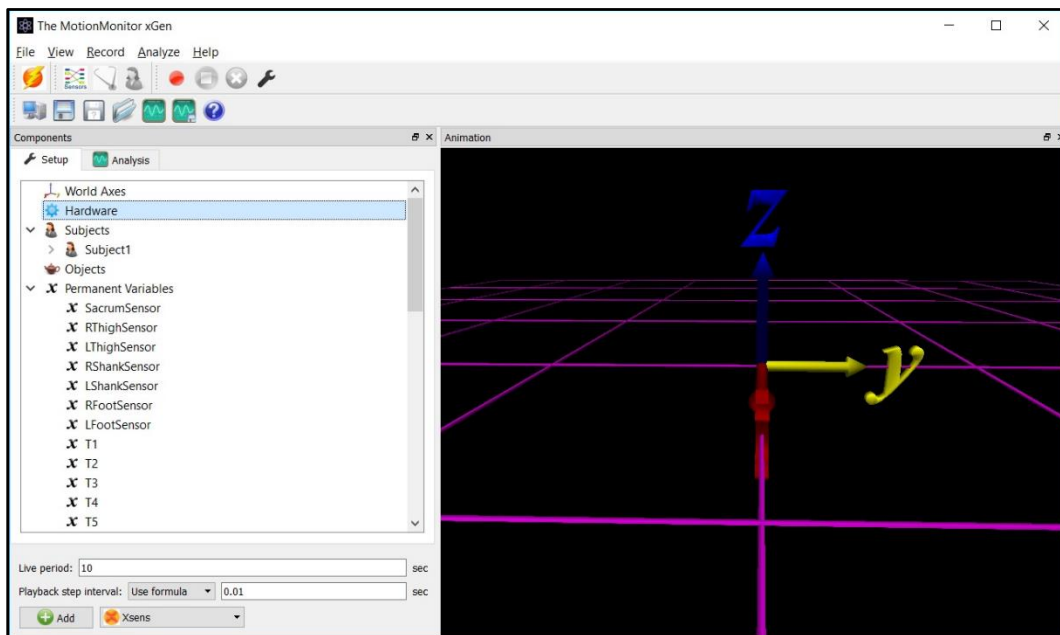 The MotionMonitor xGen
File View Record Analyze Help
Sensors
Components
Animation
Setup Analysis
World Axes
Hardware
Subjects
Subject1
Objects
x Permanent Variables
x SacrumSensor
x RThighSensor
x LThighSensor
x RShankSensor
x LShankSensor
x RFootSensor
x LFootSensor
x T1
x T2
x T3
x T4
x T5
Z
y
Live period: 10 sec
Playback step interval: Use formula 0.01 sec
Add Xsens